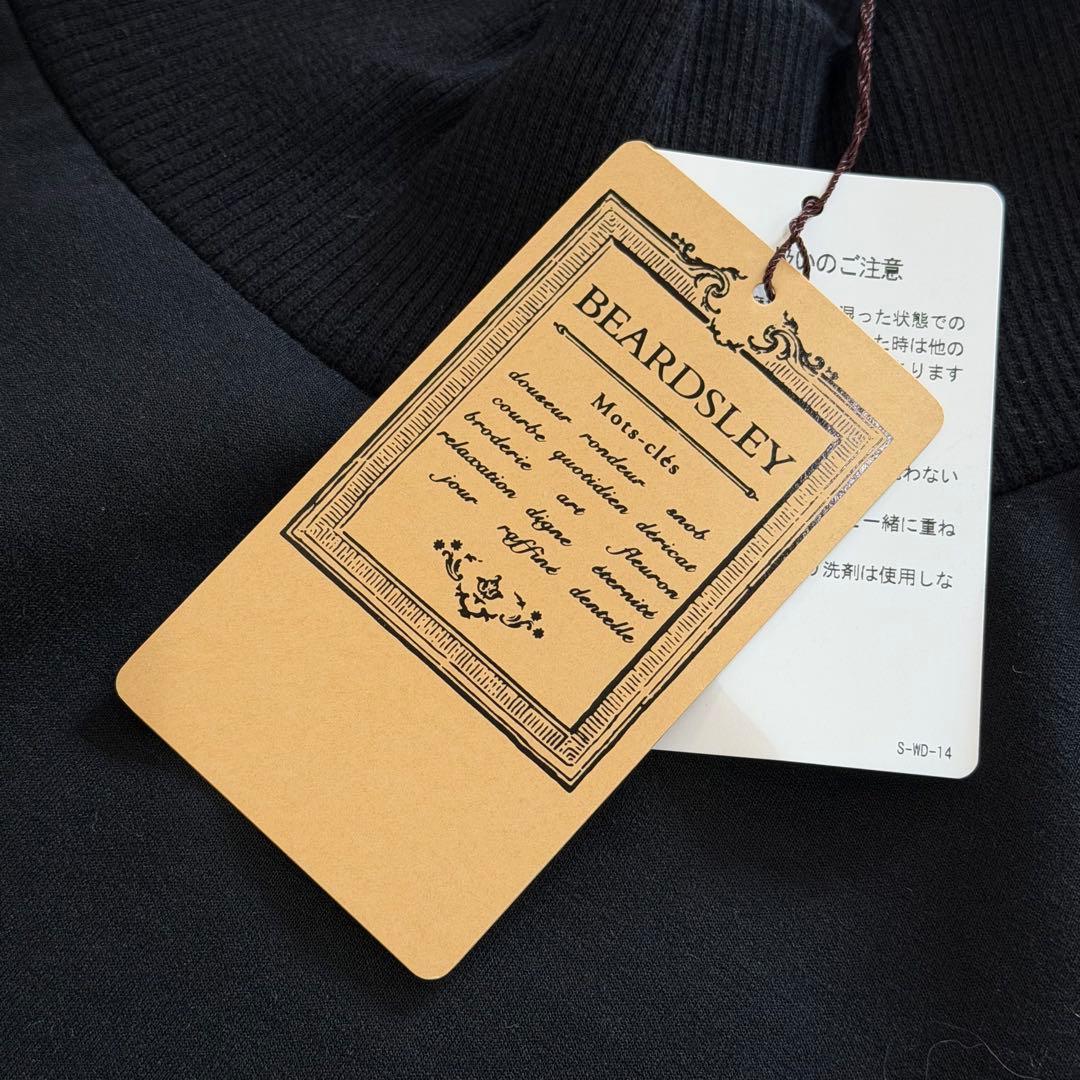 BEARDSLEY
Mots-clés
douceur rondeur snob
courbe quotidien déricat
broderie art fleuron
relaxation digne éternité
jour raffiné dentelle
いのご注意
湿った状態での
た時は他の
ります
わない
一緒に重ね
洗剤は使用しな
S-WD-14